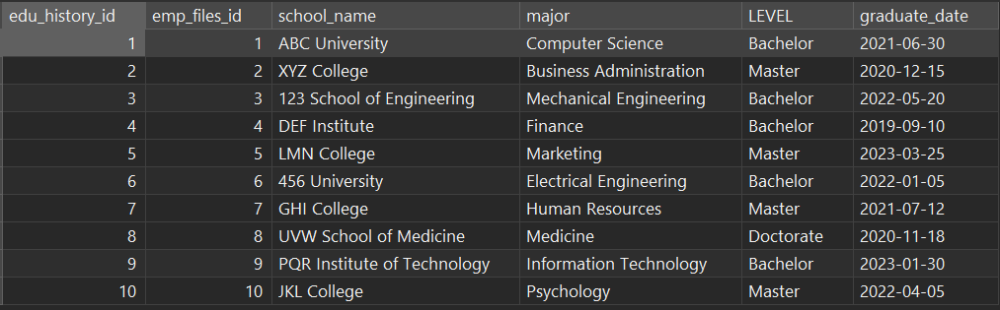 edu_history_id emp_files_id school_name major LEVEL graduate_date
1 1 ABC University Computer Science Bachelor 2021-06-30
2 2 XYZ College Business Administration Master 2020-12-15
3 3 123 School of Engineering Mechanical Engineering Bachelor 2022-05-20
4 4 DEF Institute Finance Bachelor 2019-09-10
5 5 LMN College Marketing Master 2023-03-25
6 6 456 University Electrical Engineering Bachelor 2022-01-05
7 7 GHI College Human Resources Master 2021-07-12
8 8 UVW School of Medicine Medicine Doctorate 2020-11-18
9 9 PQR Institute of Technology Information Technology Bachelor 2023-01-30
10 10 JKL College Psychology Master 2022-04-05